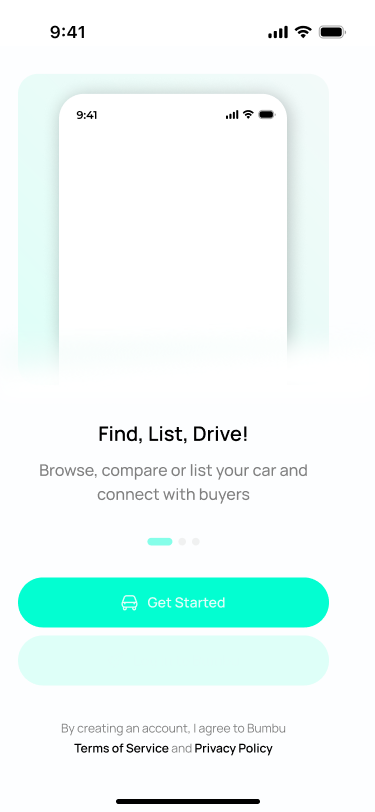 9:41
9:41
Find, List, Drive!
Browse, compare or list your car and
connect with buyers
Get Started
By creating an account, I agree to Bumbu
Terms of Service and Privacy Policy